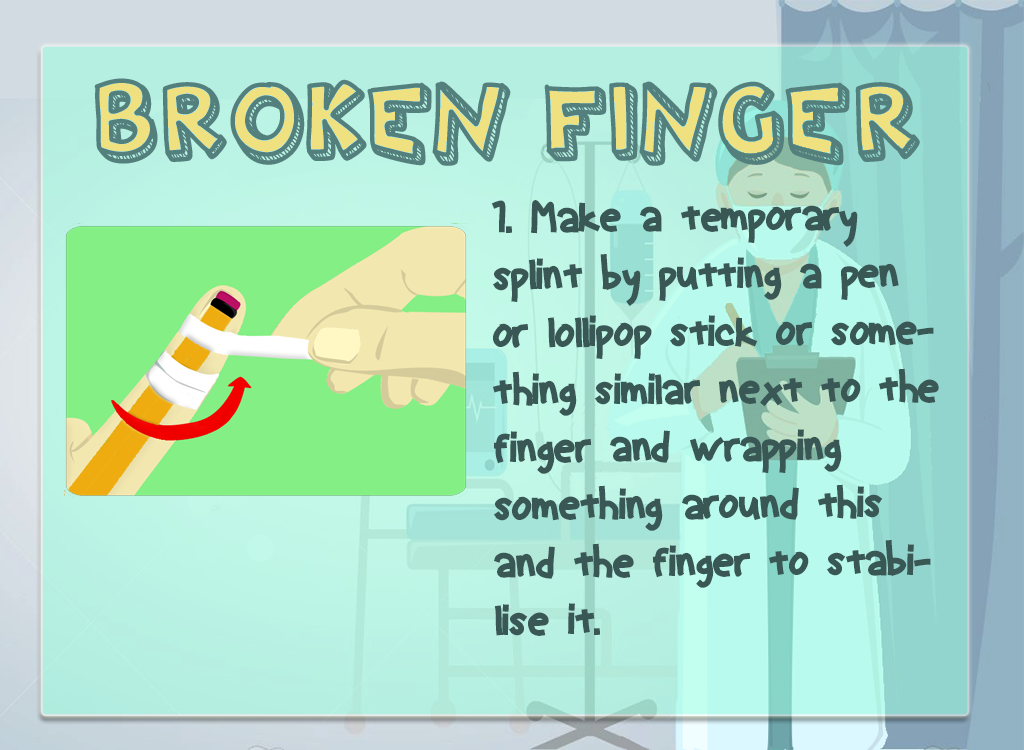 BROKEN FINGER
1. Make a temporary
splint by putting a pen
or lollipop stick or some-
thing similar next to the
finger and wrapping
something around this
and the finger to stabi-
lise it.